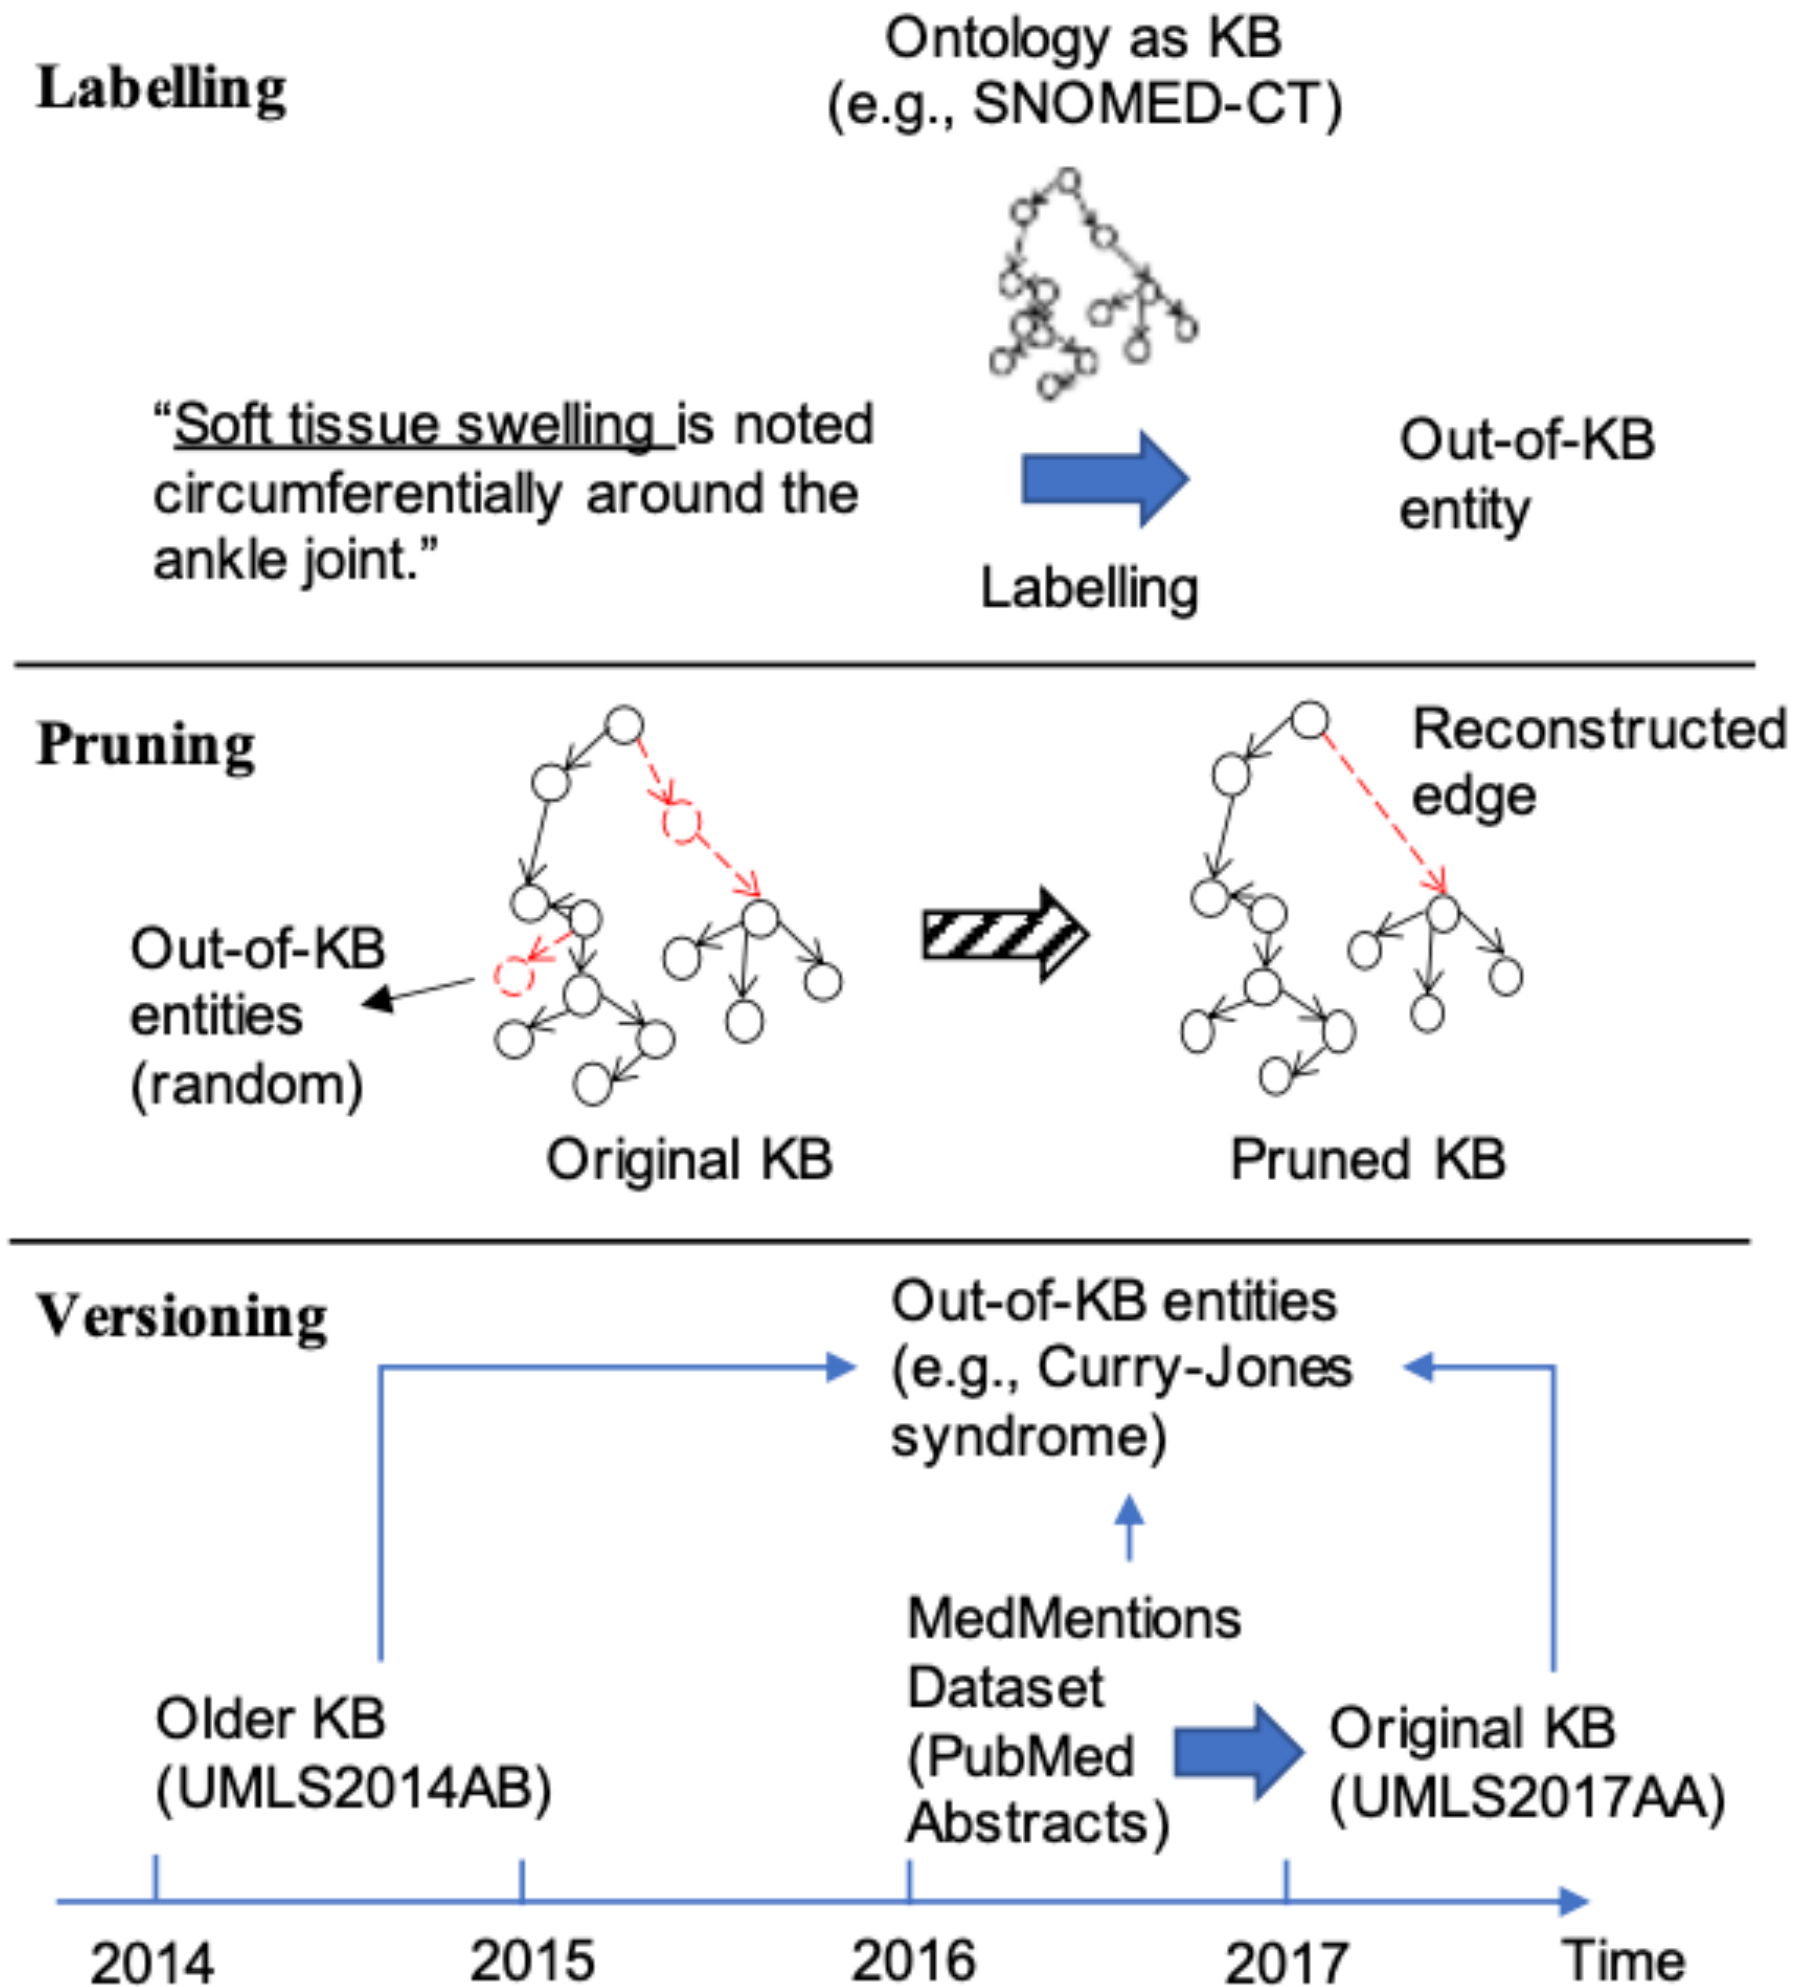 Labelling
Ontology as KB
(e.g., SNOMED-CT)
“Soft tissue swelling is noted
circumferentially around the
ankle joint.”
Labelling
Out-of-KB
entity
Pruning
Reconstructed
edge
Out-of-KB
entities
(random)
Original KB
Pruned KB
Versioning
Out-of-KB entities
(e.g., Curry-Jones
syndrome)
Older KB
(UMLS2014AB)
MedMentions
Dataset
(PubMed
Abstracts)
Original KB
(UMLS2017AA)
2014
2015
2016
2017
Time